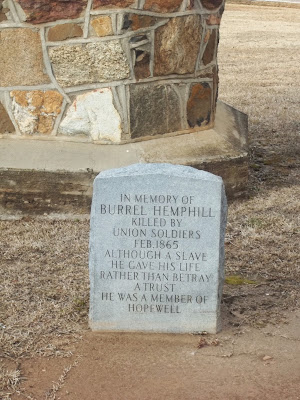 IN MEMORY OF
BURREL HEMPHILL
KILLED BY
UNION SOLDIERS
FEB. 1865
ALTHOUGH A SLAVE
HE GAVE HIS LIFE
RATHER THAN BETRAY
A TRUST
HE WAS A MEMBER OF
HOPEWELL